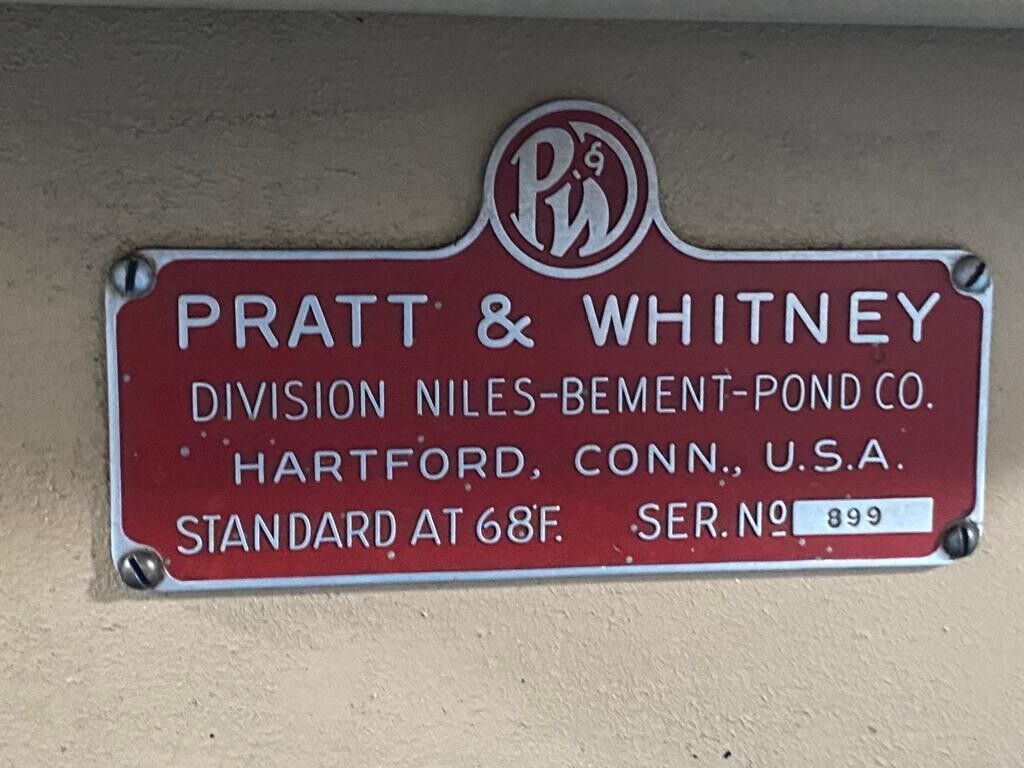 P&W
PRATT & WHITNEY
DIVISION NILES-BEMENT-POND CO.
HARTFORD, CONN., U.S.A.
STANDARD AT 68F. SER. Nº 899